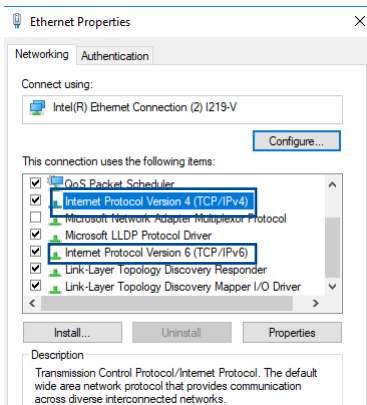 Ethernet Properties
Networking Authentication
Connect using:
Intel(R) Ethernet Connection (2) I219-V
Configure...
This connection uses the following items:
QoS Packet Scheduler
Internet Protocol Version 4 (TCP/IPv4)
Microsoft Network Adapter Multiplexor Protocol
Microsoft LLDP Protocol Driver
Internet Protocol Version 6 (TCP/IPv6)
Link-Layer Topology Discovery Responder
Link-Layer Topology Discovery Mapper I/O Driver
Install... Uninstall Properties
Description
Transmission Control Protocol/Internet Protocol. The default
wide area network protocol that provides communication
across diverse interconnected networks.